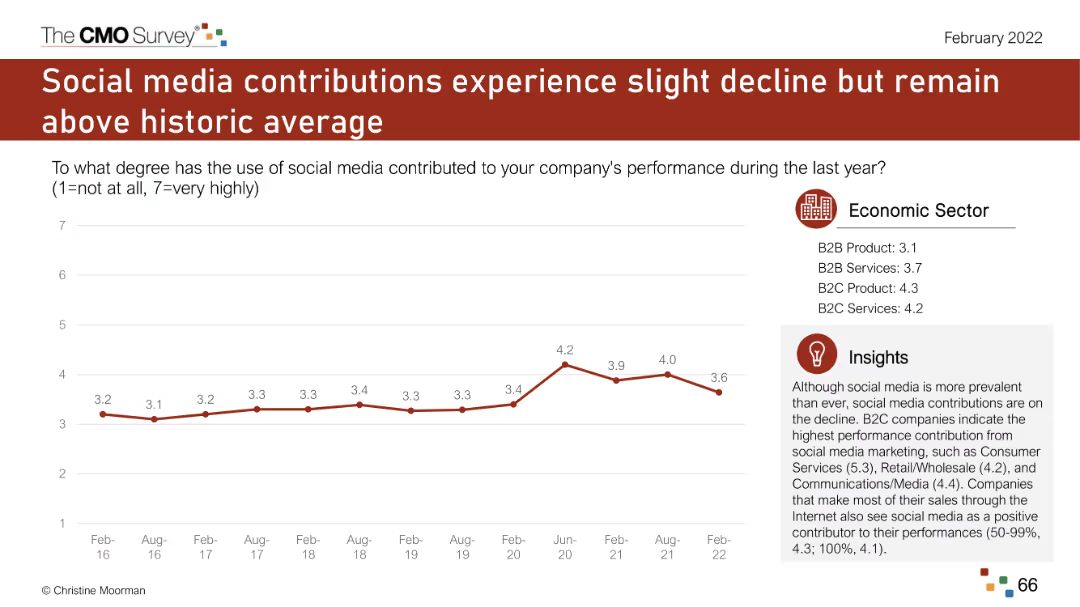 The CMO Survey®
February 2022
Social media contributions experience slight decline but remain
above historic average
To what degree has the use of social media contributed to your company's performance during the last year?
(1=not at all, 7=very highly)
7
6
5
4
3
2
1
3.2
3.1
3.2
3.3
3.3
3.4
3.3
3.3
3.4
4.2
3.9
4.0
3.6
Feb-
16
Aug-
16
Feb-
17
Aug-
17
Feb-
18
Aug-
18
Feb-
19
Aug-
19
Feb-
20
Jun-
20
Feb-
21
Aug-
21
Feb-
22
Economic Sector
B2B Product: 3.1
B2B Services: 3.7
B2C Product: 4.3
B2C Services: 4.2
Insights
Although social media is more prevalent
than ever, social media contributions are on
the decline. B2C companies indicate the
highest performance contribution from
social media marketing, such as Consumer
Services (5.3), Retail/Wholesale (4.2), and
Communications/Media (4.4). Companies
that make most of their sales through the
Internet also see social media as a positive
contributor to their performances (50-99%,
4.3; 100%, 4.1).
© Christine Moorman
66